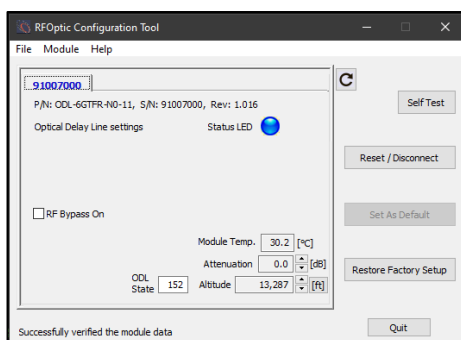 RFOptic Configuration Tool
File Module Help
91007000
P/N: ODL-6GTFR-N0-11, S/N: 91007000, Rev: 1.016
Self Test
Optical Delay Line settings Status LED
Reset / Disconnect
RF Bypass On
Set As Default
Module Temp. 30.2 [°C]
Attenuation 0.0 [dB]
Restore Factory Setup
ODL State 152 Altitude 13,287 [ft]
Successfully verified the module data
Quit